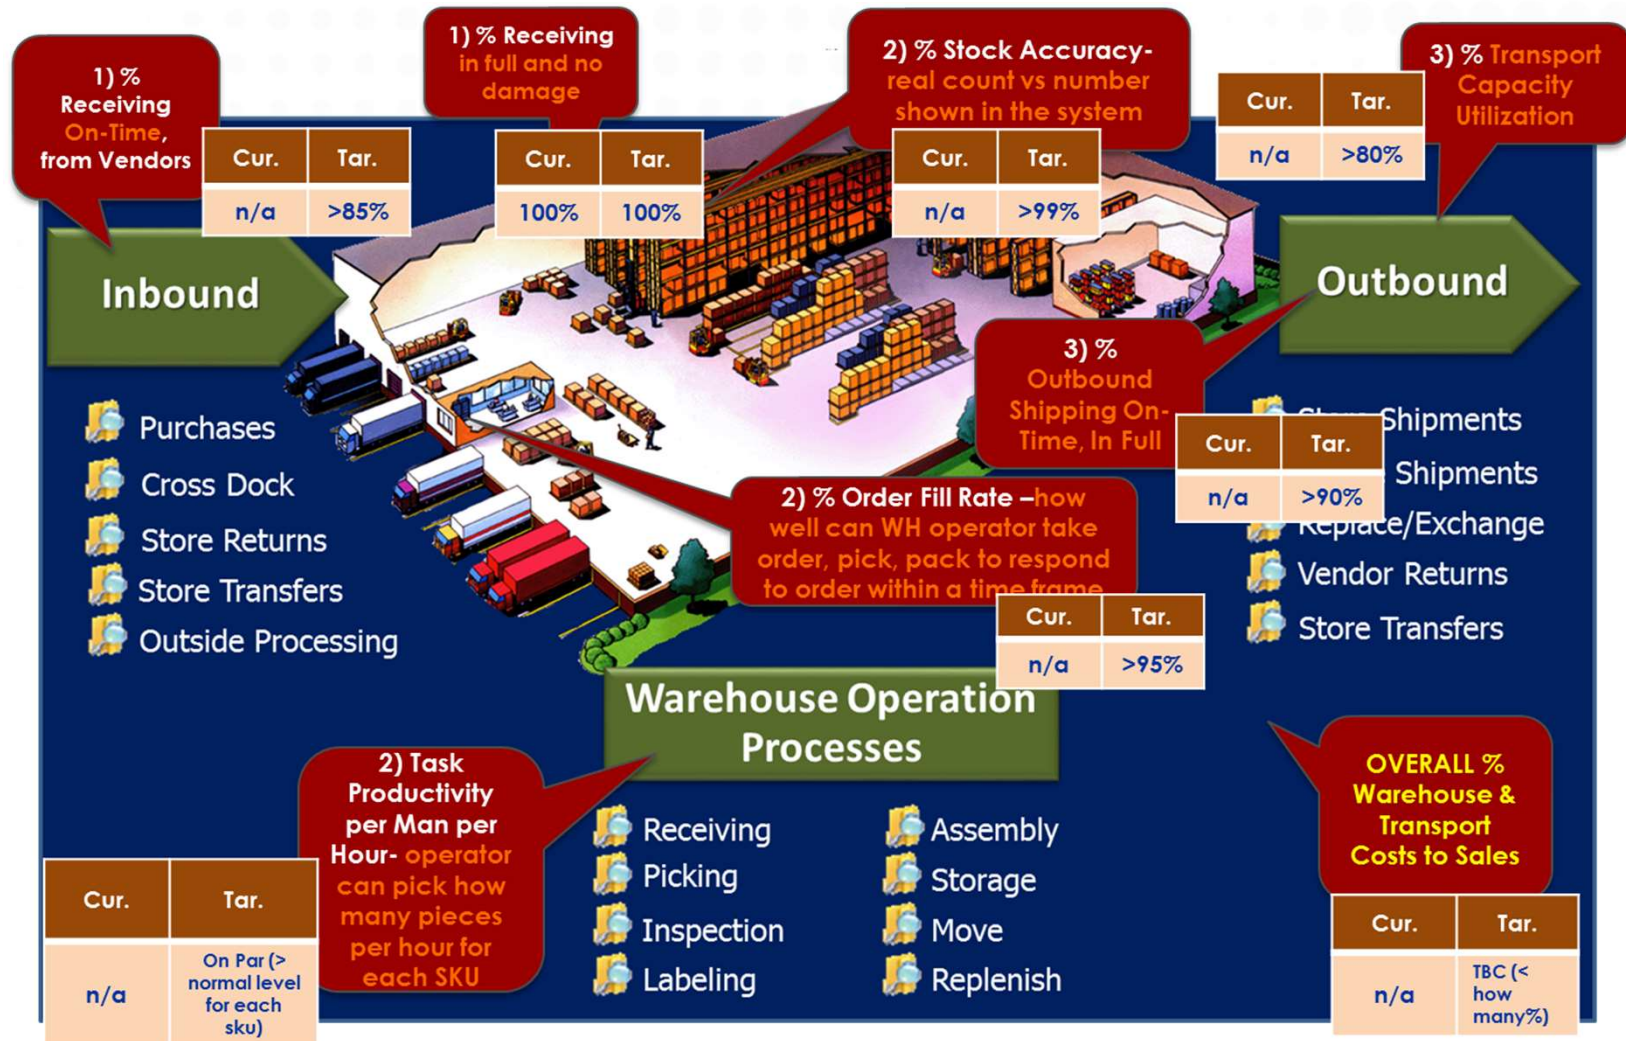 1) %
Receiving
On-Time,
from Vendors
Cur. Tar.
n/a >85%
1) % Receiving
in full and no
damage
Cur. Tar.
100% 100%
2) % Stock Accuracy-
real count vs number
shown in the system
Cur. Tar.
n/a >99%
3) % Transport
Capacity
Utilization
Cur. Tar.
n/a >80%
Inbound
Purchases
Cross Dock
Store Returns
Store Transfers
Outside Processing
Outbound
3) %
Outbound
Shipping On-
Time, In Full
Cur. Tar.
n/a >90%
Shipments
Shipments
Replace/Exchange
Vendor Returns
Store Transfers
2) % Order Fill Rate –how
well can WH operator take
order, pick, pack to respond
to order within a time frame
Cur. Tar.
n/a >95%
Warehouse Operation
Processes
Receiving
Picking
Inspection
Labeling
Assembly
Storage
Move
Replenish
2) Task
Productivity
per Man per
Hour- operator
can pick how
many pieces
per hour for
each SKU
Cur. Tar.
n/a
On Par (>
normal level
for each
sku)
OVERALL %
Warehouse &
Transport
Costs to Sales
Cur. Tar.
n/a
TBC (<
how
many%)